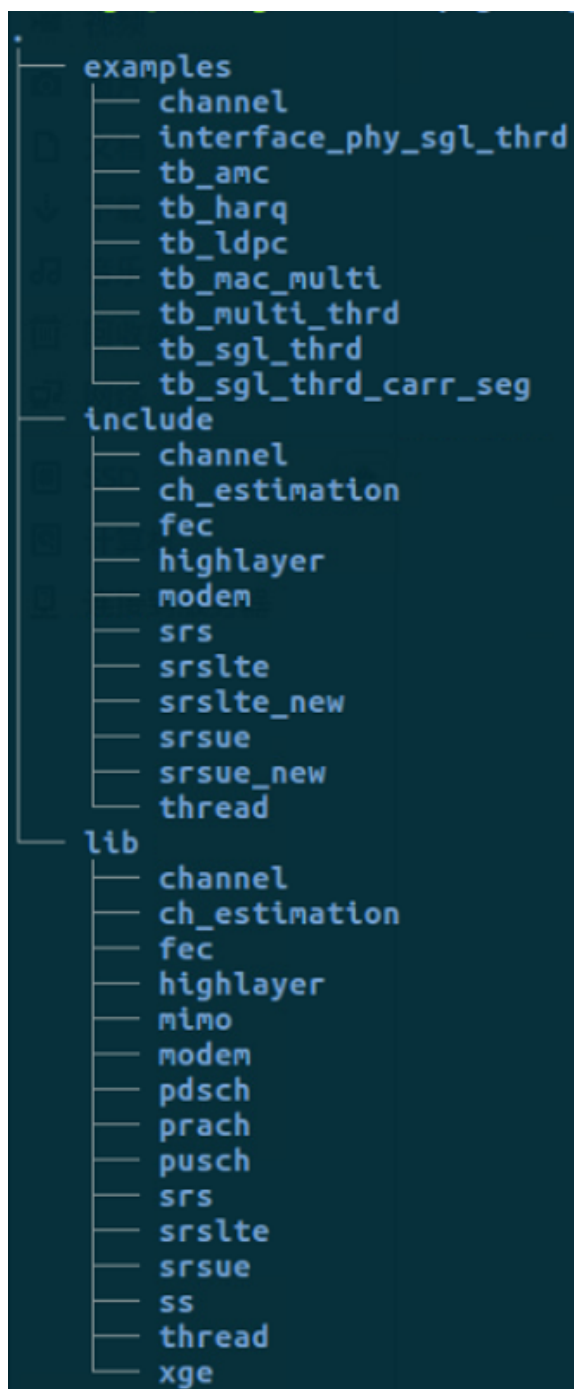 .
├── examples
│   ├── channel
│   ├── interface_phy_sgl_thrd
│   ├── tb_amc
│   ├── tb_harq
│   ├── tb_ldpc
│   ├── tb_mac_multi
│   ├── tb_multi_thrd
│   ├── tb_sgl_thrd
│   └── tb_sgl_thrd_carr_seg
├── include
│   ├── channel
│   ├── ch_estimation
│   ├── fec
│   ├── highlayer
│   ├── modem
│   ├── srs
│   ├── srslte
│   ├── srslte_new
│   ├── srsue
│   ├── srsue_new
│   └── thread
└── lib
    ├── channel
    ├── ch_estimation
    ├── fec
    ├── highlayer
    ├── mimo
    ├── modem
    ├── pdsch
    ├── prach
    ├── pusch
    ├── srs
    ├── srslte
    ├── srsue
    ├── ss
    ├── thread
    └── xge